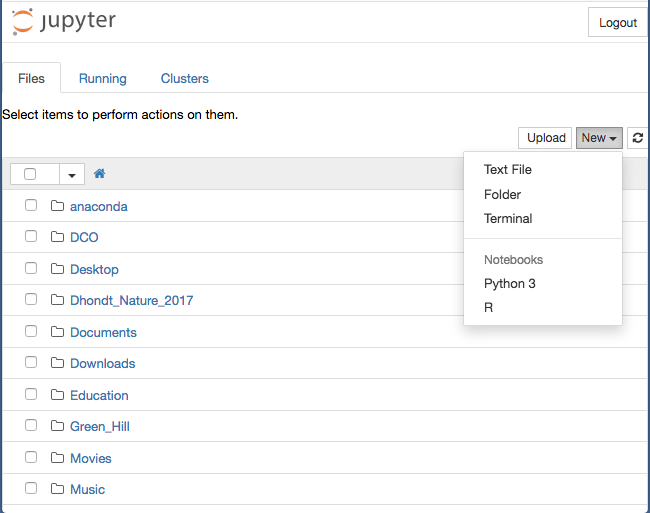 jupyter
Logout
Files Running Clusters
Select items to perform actions on them.
Upload New
Text File
Folder
Terminal
Notebooks
Python 3
R
anaconda
DCO
Desktop
Dhondt_Nature_2017
Documents
Downloads
Education
Green_Hill
Movies
Music